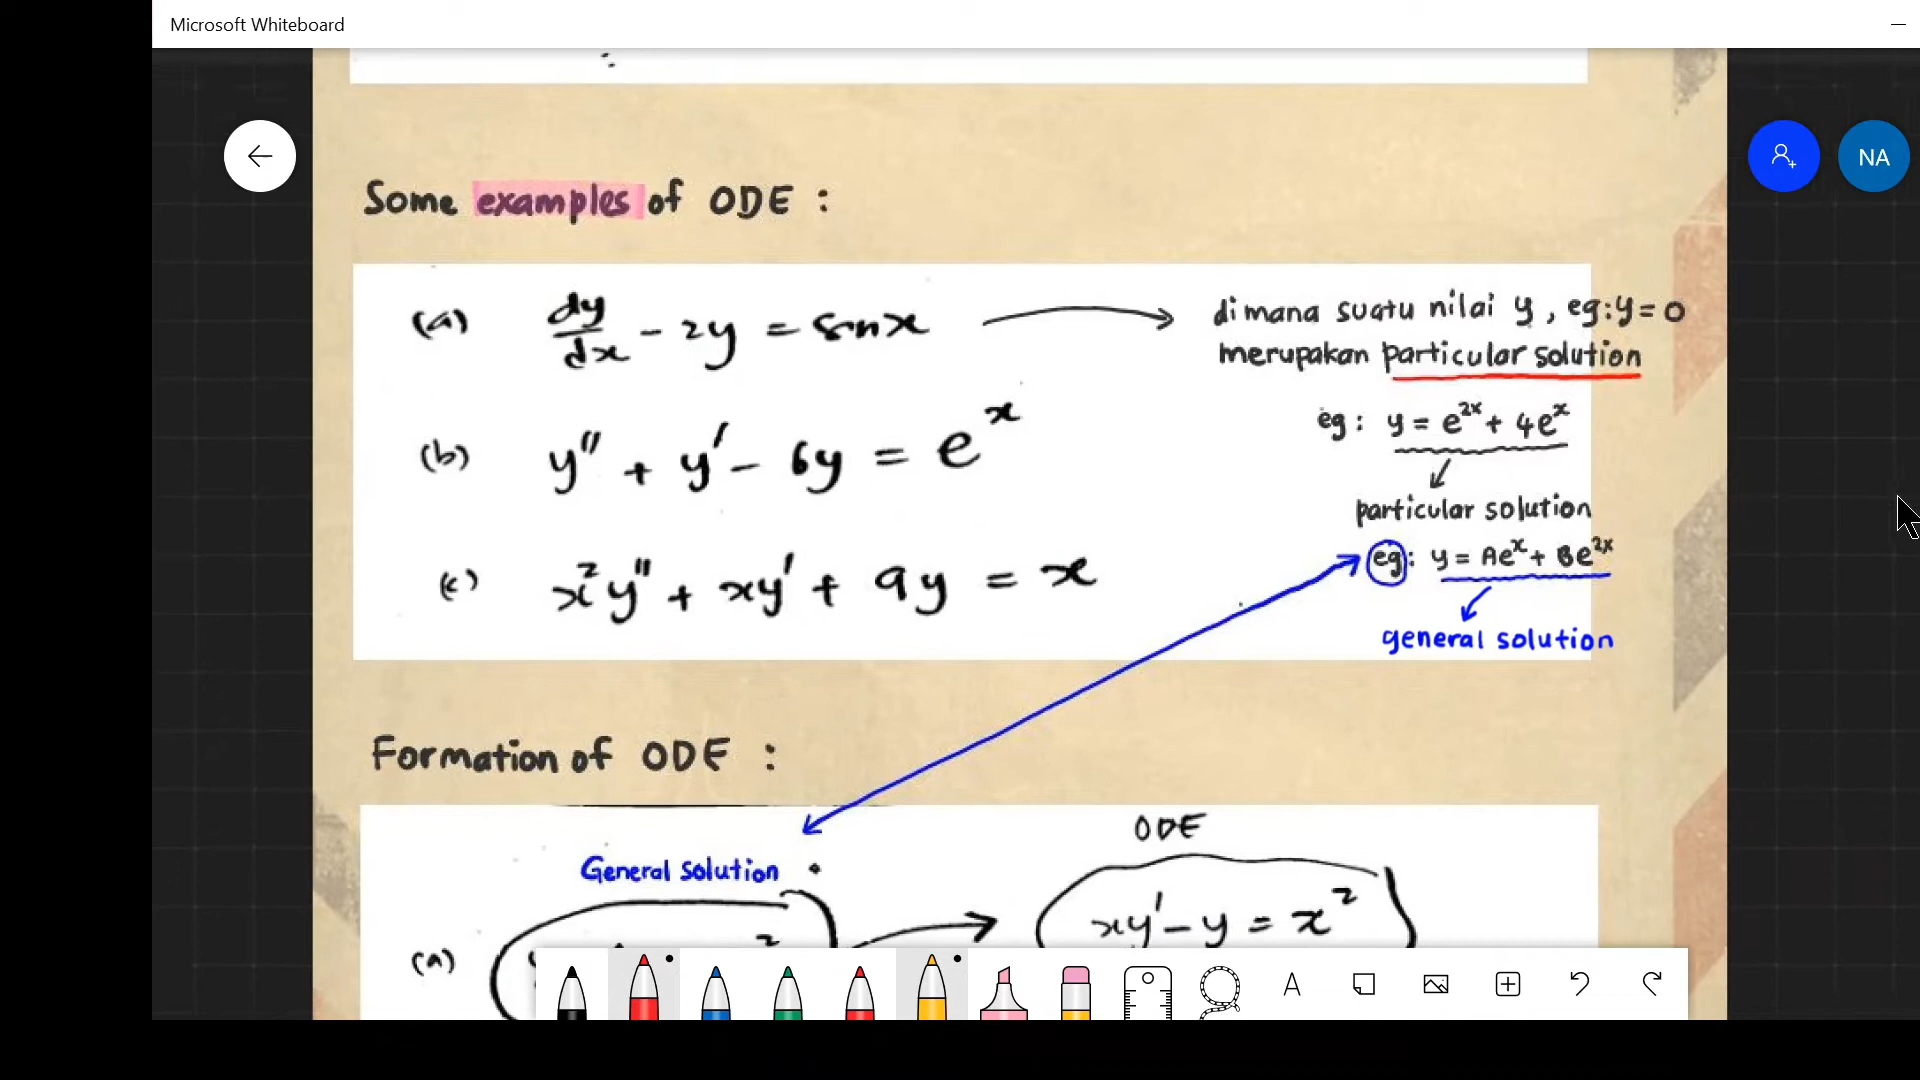 Microsoft Whiteboard
NA
Some examples of ODE :
(a) dy/dx - 2y = sin x
dimana suatu nilai y, eg: y = 0
merupakan particular solution
eg: y = e^{2x} + 4e^x
particular solution
(b) y'' + y' - 6y = e^x
eg: y = Ae^x + Be^{2x}
general solution
(c) x²y'' + xy' + 9y = x
Formation of ODE :
General solution
ODE
(a)
xy' - y = x²